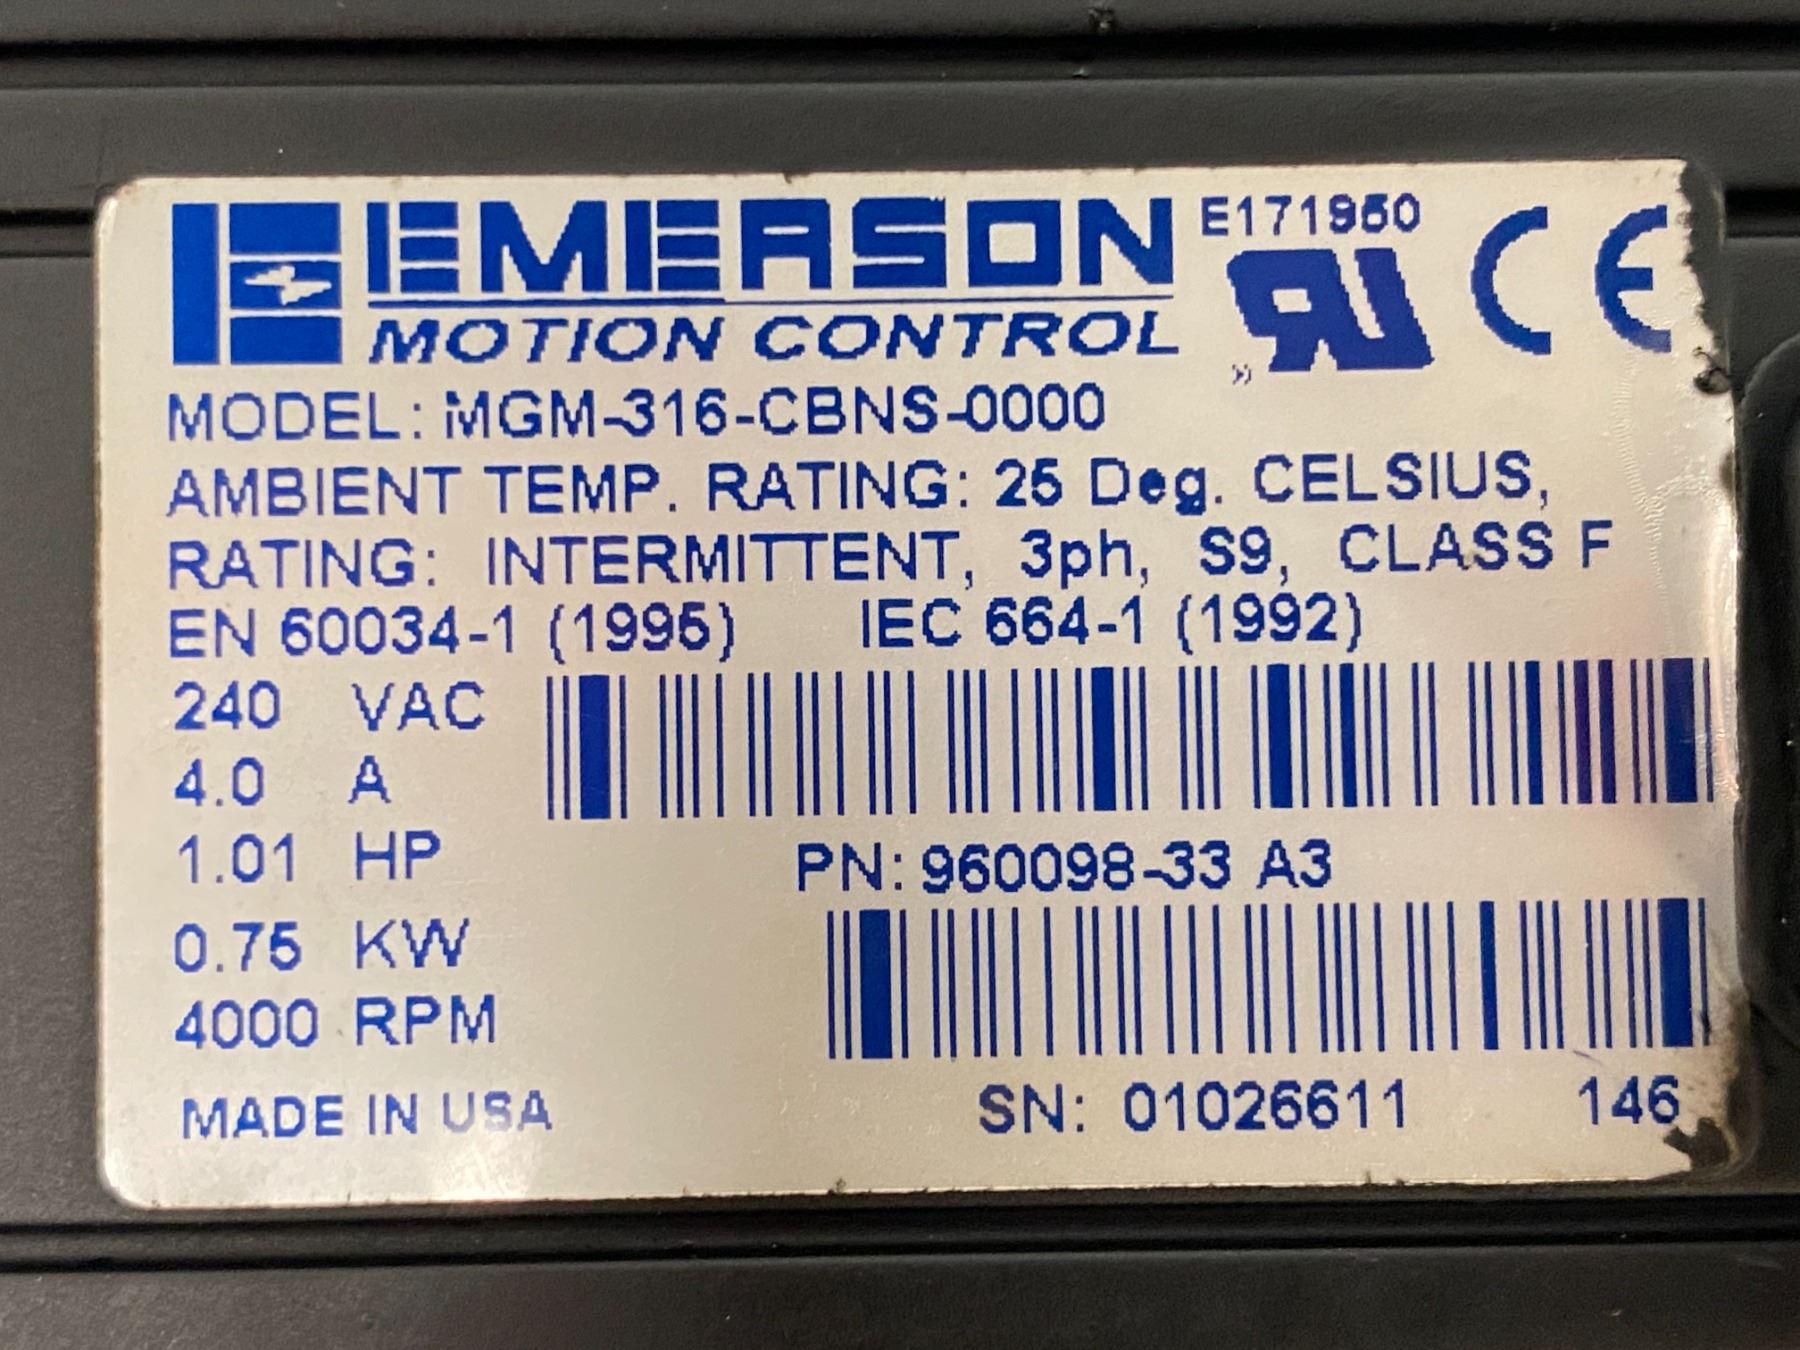 EMERSON
MOTION CONTROL
E171950
CE
MODEL: MGM-316-CBNS-0000
AMBIENT TEMP. RATING: 25 Deg. CELSIUS,
RATING: INTERMITTENT, 3ph, S9, CLASS F
EN 60034-1 (1995) IEC 664-1 (1992)
240 VAC
4.0 A
1.01 HP
PN: 960098-33 A3
0.75 KW
4000 RPM
MADE IN USA
SN: 01026611 146